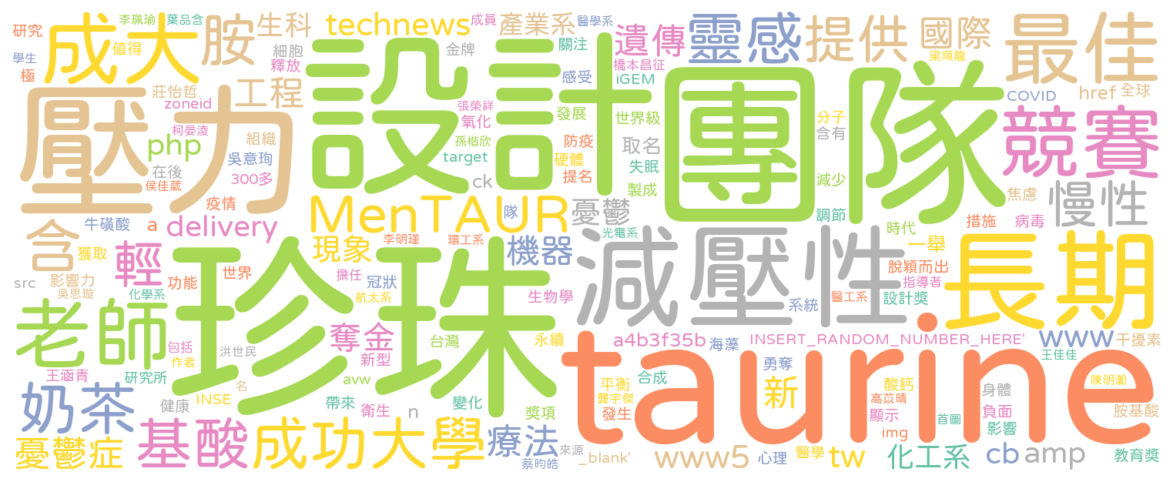 研究
李珮瑜
葉品含
technews
成員
醫學系
產業系
學生
極
成大
值得
胺
生科
細胞
釋放
金牌
關注
感受
遺傳
橋本昌征
iGEM
靈感
提供
國際
梁順龍
COVID
最佳
href
全球
壓力
莊怡哲
zoneid
工程
柯晏淩
php
組織
吳意珣
在後
侯佳葳
300多
疫情
設計
張榮祥
氧化
孫楷欣
target
ck
發展
防疫
硬體
提名
世界級
取名
失眠
製成
團隊
分子
含有
減少
調節
競賽
慢性
焦慮
時代
措施
病毒
牛磺酸
a
delivery
MenTAUR
隊
憂鬱
光電系
含
獲取
輕
現象
李明瑾
環工系
機器
減壓性
一舉
脫穎而出
指導者
長期
src
影響力
吳思璇
功能
世界
化學系
擔任
冠狀
航太系
生物學
系統
醫工系
設計獎
老師
珍珠
奪金
新型
台灣
永續
a4b3f35b
海藻
INSERT_RANDOM_NUMBER_HERE'
www
干擾素
王佳佳
包括
作者
洪世民
王涵青
研究所
avw
taurine
平衡
龔宇傑
合成
勇奪
新
酸鈣
高苡晴
身體
陳明瀚
奶茶
健康
INSE
名
帶來
衛生
n
變化
獎項
發生
顯示
img
首圖
負面
影響
胺基酸
憂鬱症
基酸
成功大學
療法
蔡昀皓
來源
_blank'
www5
心理
醫學
tw
化工系
cb
amp
教育獎